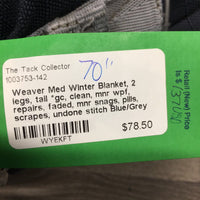 The Tack Collector
1003753-142
70"
Weaver Med Winter Blanket, 2
legs, tail *gc, clean, mnr wpf,
repairs, faded, mnr snags, pills,
scrapes, undone stitch Blue/Grey
$78.50
WYEKFT
Retail (New) Price
is $137.50